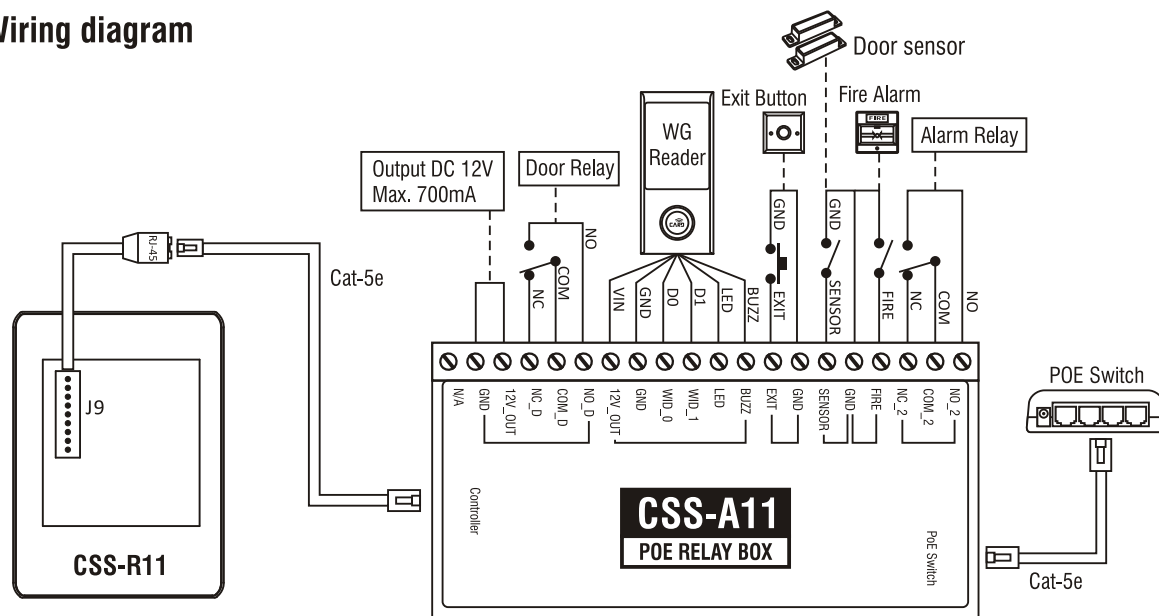 Wiring diagram
Door sensor
Exit Button
Fire Alarm
WG
Reader
Alarm Relay
Output DC 12V
Max. 700mA
Door Relay
FIRE
CARD
RJ-45
Cat-5e
NC
COM
NO
VIN
GND
D0
D1
LED
BUZZ
GND
EXIT
GND
SENSOR
FIRE
NC
COM
NO
J9
CSS-R11
N/A
GND
12V_OUT
NC_D
COM_D
NO_D
12V_OUT
GND
WID_0
WID_1
LED
BUZZ
EXIT
GND
SENSOR
GND
FIRE
NC_2
COM_2
NO_2
POE Switch
Controller
CSS-A11
POE RELAY BOX
PoE Switch
Cat-5e